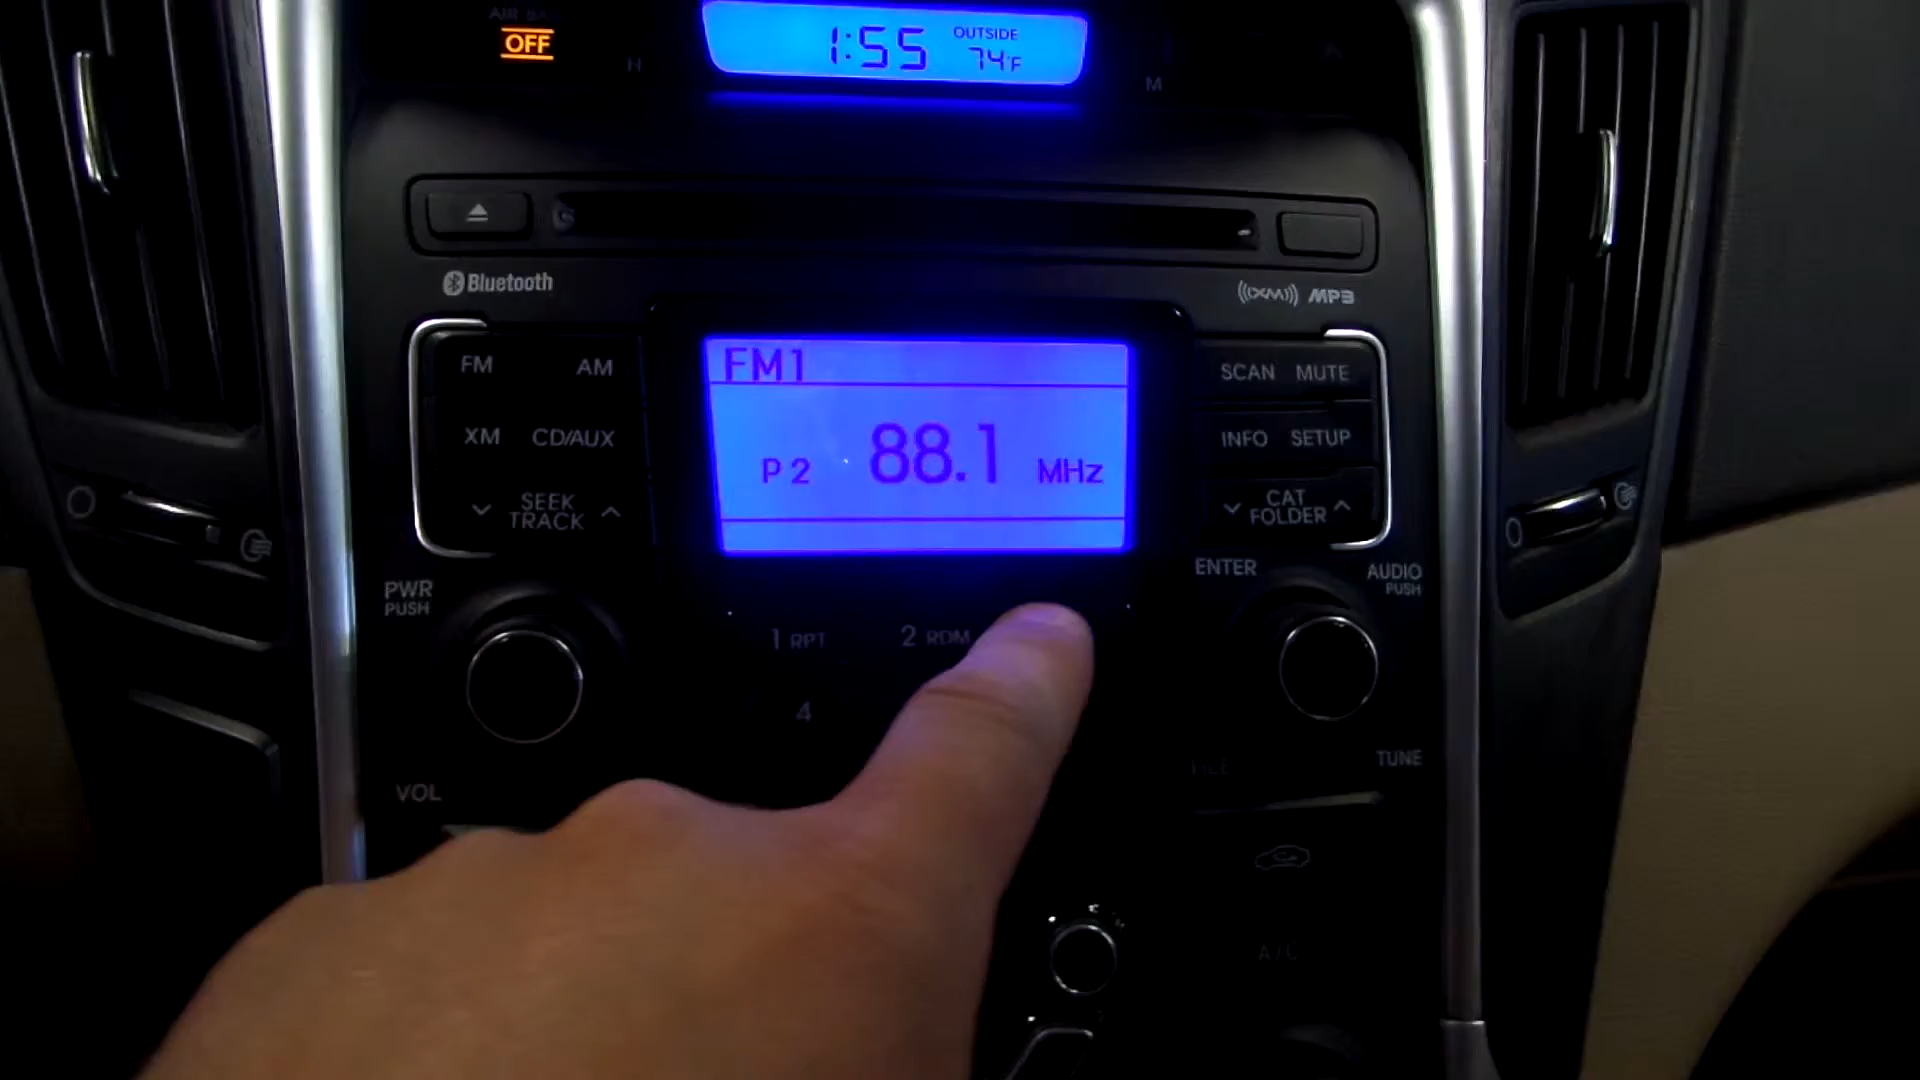 AIR BAG
OFF
H
1:55
OUTSIDE
74°F
M
Bluetooth
XM MP3
FM AM
XM CD/AUX
SEEK
TRACK
FM1
P 2 88.1 MHz
SCAN MUTE
INFO SETUP
CAT
FOLDER
PWR
PUSH
ENTER
AUDIO
PUSH
1 RPT
2 RDM
4
VOL
FILE
TUNE
A/C